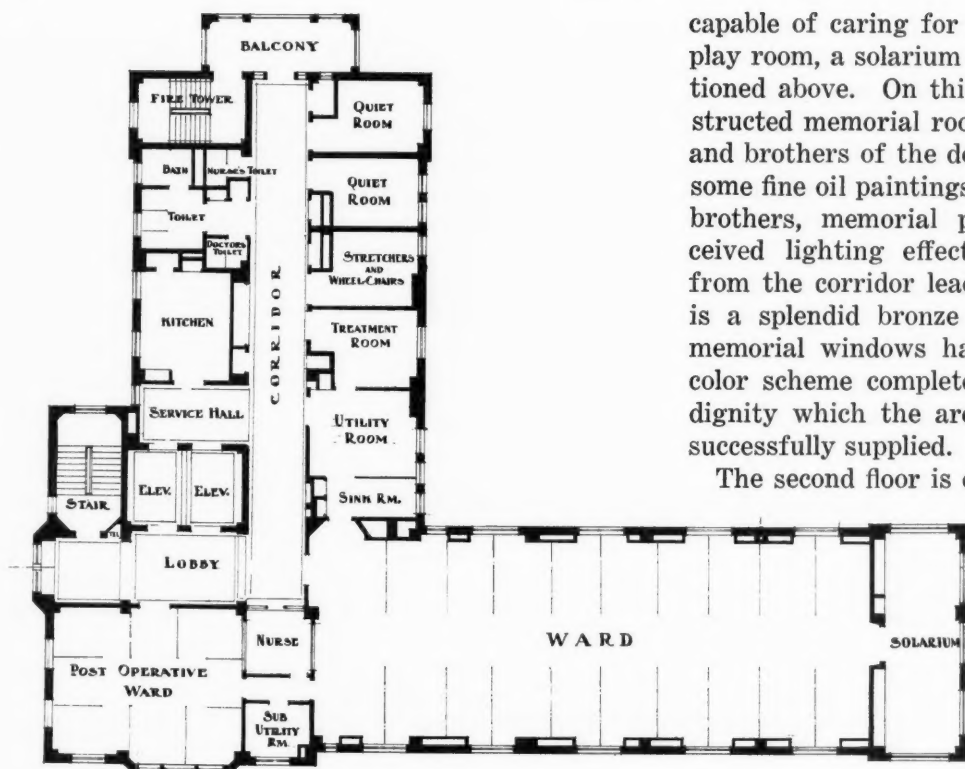 BALCONY
FIRE TOWER
QUIET
ROOM
BATH
NURSE'S TOILET
QUIET
ROOM
TOILET
DOCTORS
TOILET
STRETCHERS
AND
WHEEL-CHAIRS
CORRIDOR
KITCHEN
TREATMENT
ROOM
SERVICE HALL
UTILITY
ROOM
ELEV.
ELEV.
SINK RM.
STAIR
TEL
LOBBY
NURSE
WARD
SOLARIUM
POST OPERATIVE
WARD
SUB
UTILITY
RM.
capable of caring for
play room, a solarium
tioned above. On thi
structed memorial roo
and brothers of the de
some fine oil paintings
brothers, memorial p
ceived lighting effect
from the corridor leac
is a splendid bronze
memorial windows ha
color scheme complete
dignity which the arc
successfully supplied.
The second floor is c